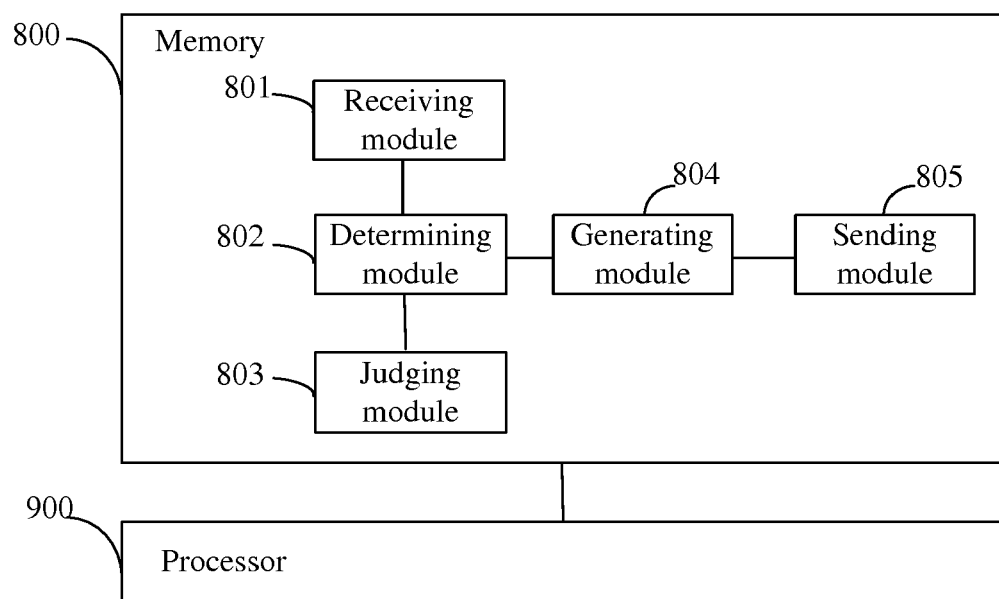 800
Memory
801
Receiving
module
802
Determining
module
804
Generating
module
805
Sending
module
803
Judging
module
900
Processor